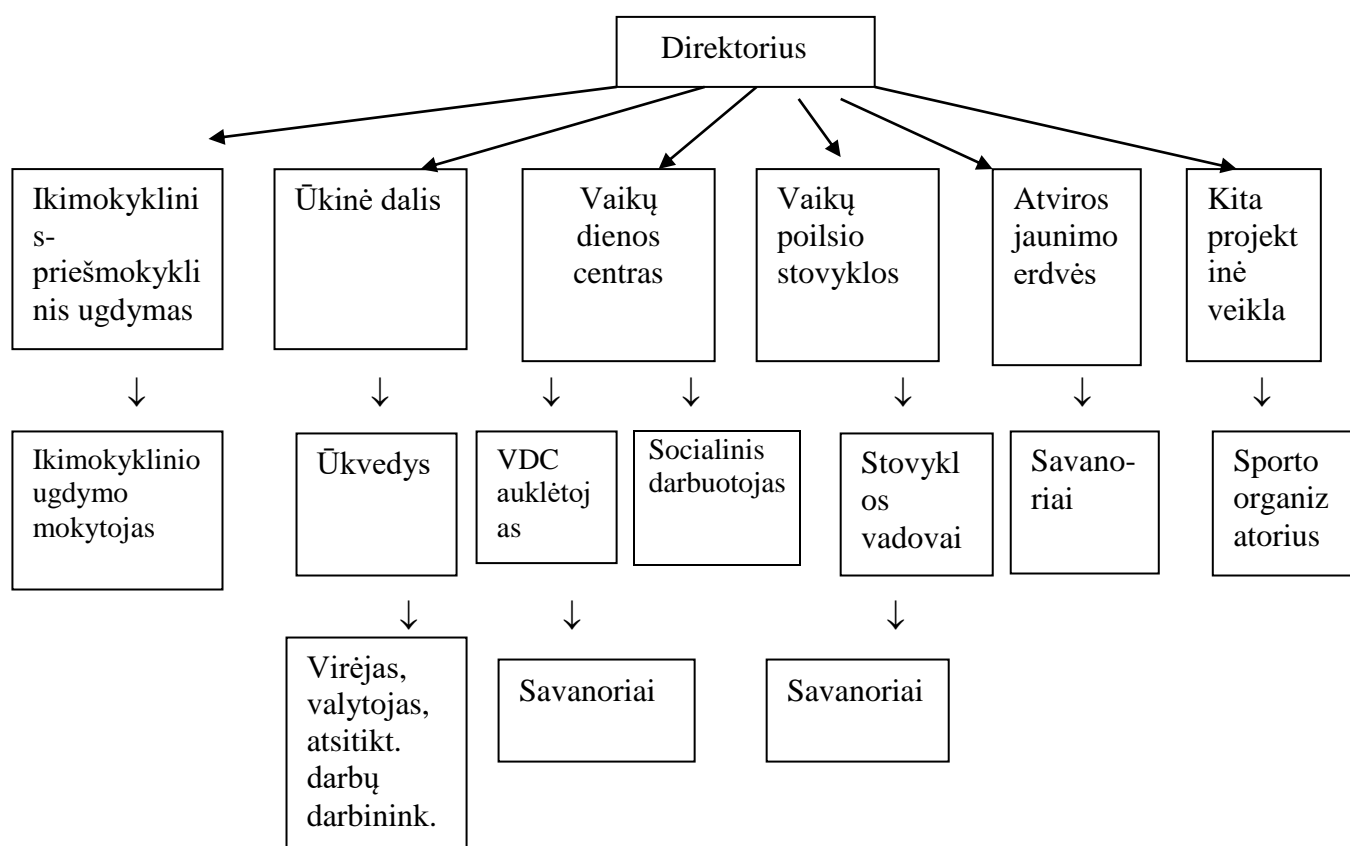 Direktorius
Ikimokyklini
s-
priešmokykli
nis ugdymas
Ūkinė dalis
Vaikų
dienos
centras
Vaikų
poilsio
stovyklos
Atviros
jaunimo
erdvės
Kita
projekt
inė
veikla
↓
↓
↓
↓
↓
↓
↓
Ikimokyklinio
ugdymo
mokytojas
Ūkvedys
VDC
auklėtoj
as
Socialinis
darbuotojas
Stovykl
os
vadovai
Savano-
riai
Sporto
organiz
atorius
↓
↓
↓
Virėjas,
valytojas,
atsitikt.
darbų
darbinink.
Savanoriai
Savanoriai